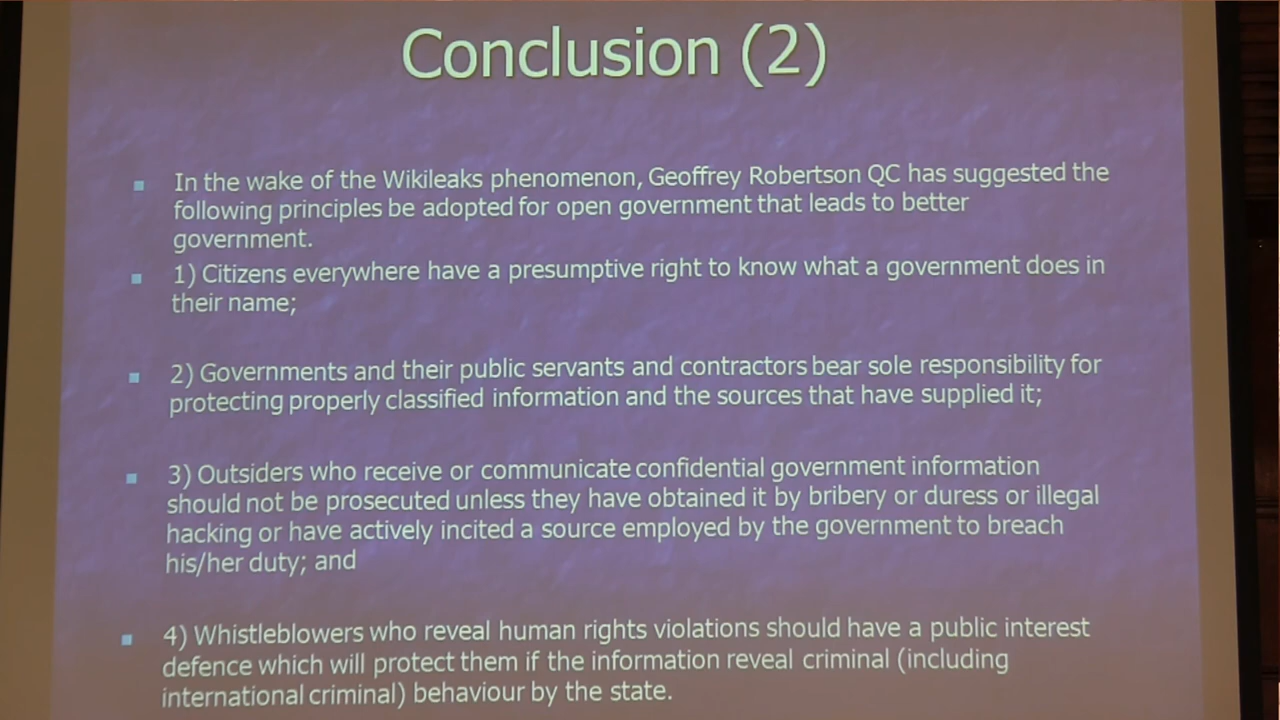 Conclusion (2)
In the wake of the Wikileaks phenomenon, Geoffrey Robertson QC has suggested the
following principles be adopted for open government that leads to better
government.
1) Citizens everywhere have a presumptive right to know what a government does in
their name;
2) Governments and their public servants and contractors bear sole responsibility for
protecting properly classified information and the sources that have supplied it;
3) Outsiders who receive or communicate confidential government information
should not be prosecuted unless they have obtained it by bribery or duress or illegal
hacking or have actively incited a source employed by the government to breach
his/her duty; and
4) Whistleblowers who reveal human rights violations should have a public interest
defence which will protect them if the information reveal criminal (including
international criminal) behaviour by the state.